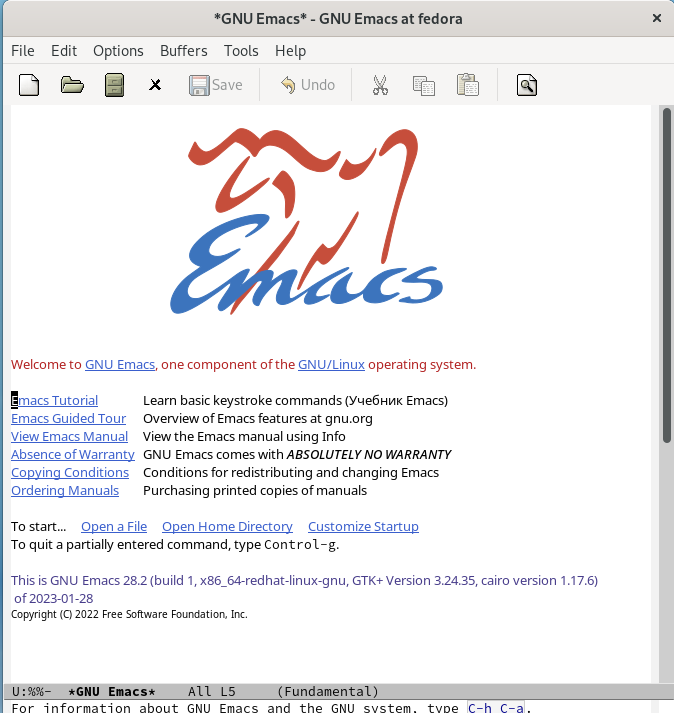 *GNU Emacs* - GNU Emacs at fedora
File Edit Options Buffers Tools Help
Save Undo
Emacs
Welcome to GNU Emacs, one component of the GNU/Linux operating system.
Emacs Tutorial Learn basic keystroke commands (Учебник Emacs)
Emacs Guided Tour Overview of Emacs features at gnu.org
View Emacs Manual View the Emacs manual using Info
Absence of Warranty GNU Emacs comes with ABSOLUTELY NO WARRANTY
Copying Conditions Conditions for redistributing and changing Emacs
Ordering Manuals Purchasing printed copies of manuals
To start... Open a File Open Home Directory Customize Startup
To quit a partially entered command, type Control-g.
This is GNU Emacs 28.2 (build 1, x86_64-redhat-linux-gnu, GTK+ Version 3.24.35, cairo version 1.17.6)
of 2023-01-28
Copyright (C) 2022 Free Software Foundation, Inc.
U:%%- *GNU Emacs* All L5 (Fundamental)
For information about GNU Emacs and the GNU system, type C-h C-a.